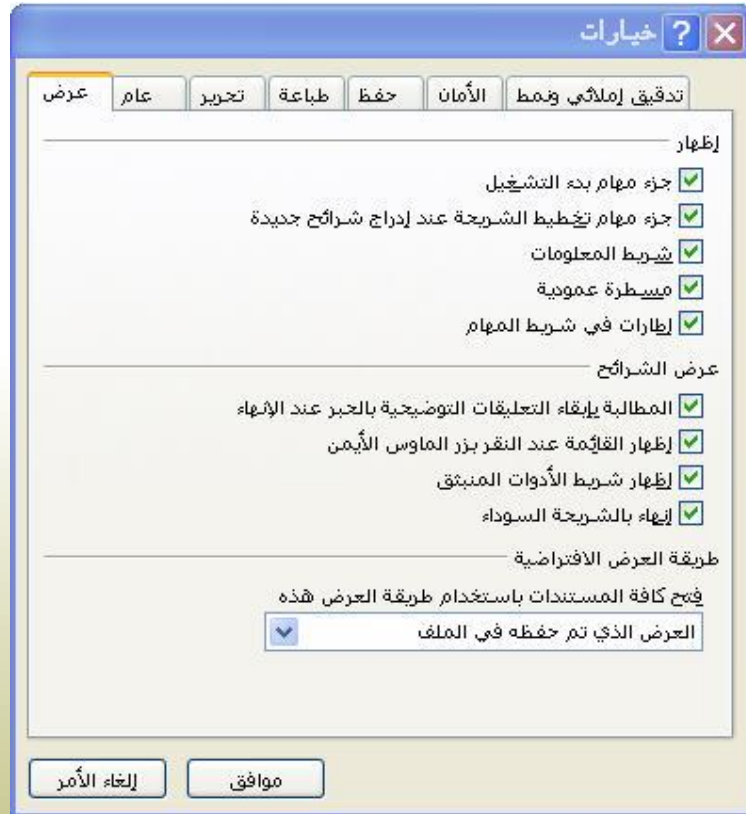 خيارات
عرض عام تحرير طباعة حفظ الأمان تدقيق إملائي ونمط
إظهار
جزء مهام بدء التشغيل
جزء مهام تخطيط الشريحة عند إدراج شرائح جديدة
شريط المعلومات
مسطرة عمودية
إطارات في شريط المهام
عرض الشرائح
المطالبة بإبقاء التعليقات التوضيحية بالحبر عند الإنهاء
إظهار القائمة عند النقر بزر الماوس الأيمن
إظهار شريط الأدوات المنبثق
إنهاء بالشريحة السوداء
طريقة العرض الافتراضية
فتح كافة المستندات باستخدام طريقة العرض هذه
العرض الذي تم حفظه في الملف
موافق إلغاء الأمر